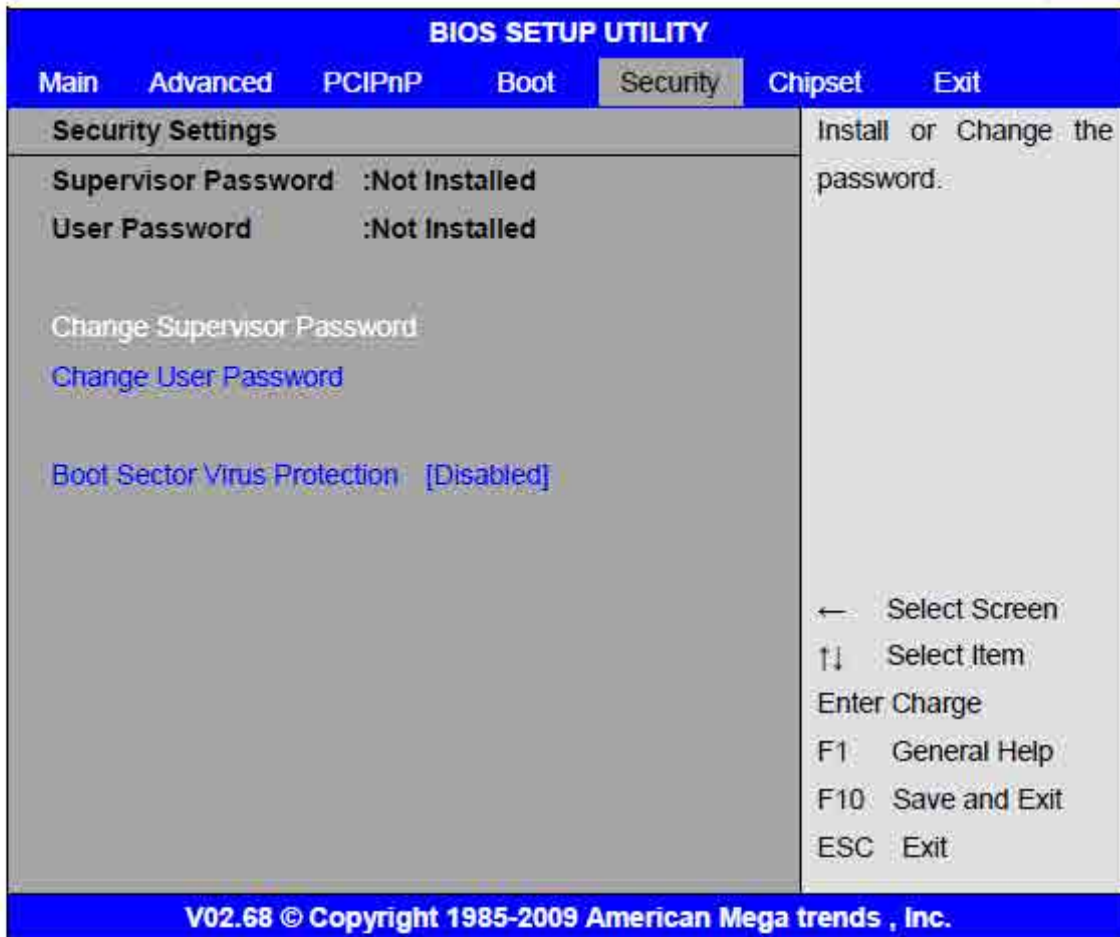 BIOS SETUP UTILITY
Main Advanced PCIPnP Boot Security Chipset Exit
Security Settings
Supervisor Password :Not Installed
User Password :Not Installed
Change Supervisor Password
Change User Password
Boot Sector Virus Protection [Disabled]
Install or Change the
password.
← Select Screen
↑↓ Select Item
Enter Charge
F1 General Help
F10 Save and Exit
ESC Exit
V02.68 © Copyright 1985-2009 American Mega trends , Inc.